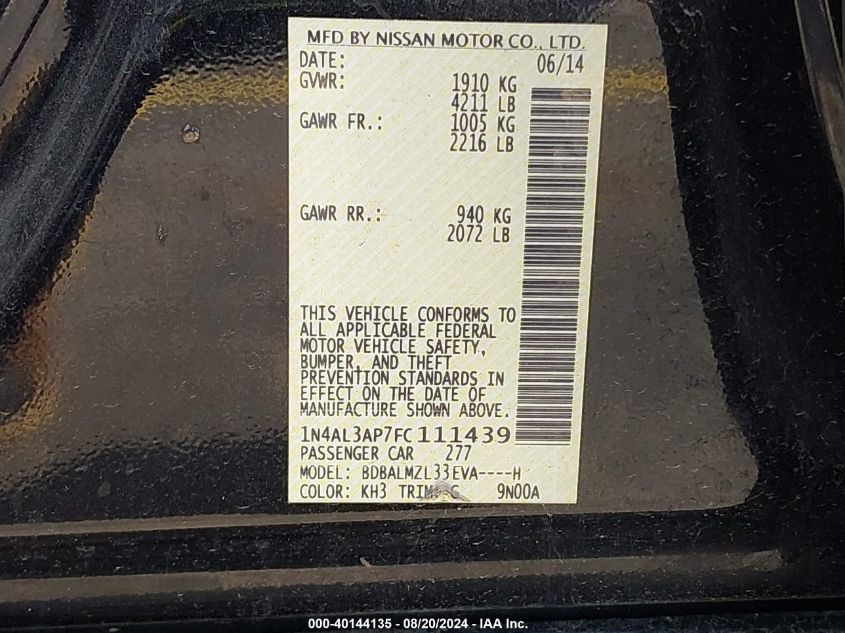 MFD BY NISSAN MOTOR CO., LTD.
DATE: 06/14
GVWR: 1910 KG
4211 LB
GAWR FR.: 1005 KG
2216 LB
GAWR RR.: 940 KG
2072 LB
THIS VEHICLE CONFORMS TO
ALL APPLICABLE FEDERAL
MOTOR VEHICLE SAFETY,
BUMPER, AND THEFT
PREVENTION STANDARDS IN
EFFECT ON THE DATE OF
MANUFACTURE SHOWN ABOVE.
1N4AL3AP7FC111439
PASSENGER CAR 277
MODEL: BDBALMZL33EVA----H
COLOR: KH3 TRIM: 9N00A
000-40144135 - 08/20/2024 - IAA Inc.